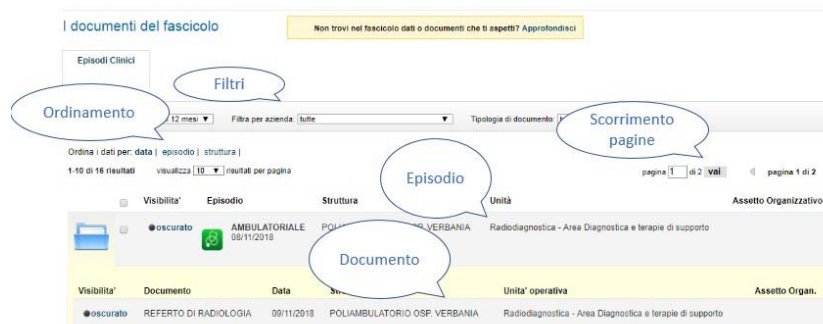 I documenti del fascicolo
Non trovi nel fascicolo dati o documenti che ti aspetti? Approfondisci
Episodi Clinici
Filtri
Ordinamento
12 mesi Filtra per azienda: tutte Tipologia di documento:
Scorrimento
pagine
Ordina i dati per: data | episodio | struttura |
1-10 di 16 risultati visualizza 10 risultati per pagina
pagina 1 di 2 vai pagina 1 di 2
Episodio
Visibilita' Episodio Struttura Unità Assetto Organizzativo
oscurato AMBULATORIALE VERBANIA Radiodiagnostica - Area Diagnostica e terapie di supporto
08/11/2018
Documento
Visibilita' Documento Data Unita' operativa Assetto Organ.
oscurato REFERTO DI RADIOLOGIA 09/11/2018 POLIAMBULATORIO OSP. VERBANIA Radiodiagnostica - Area Diagnostica e terapie di supporto